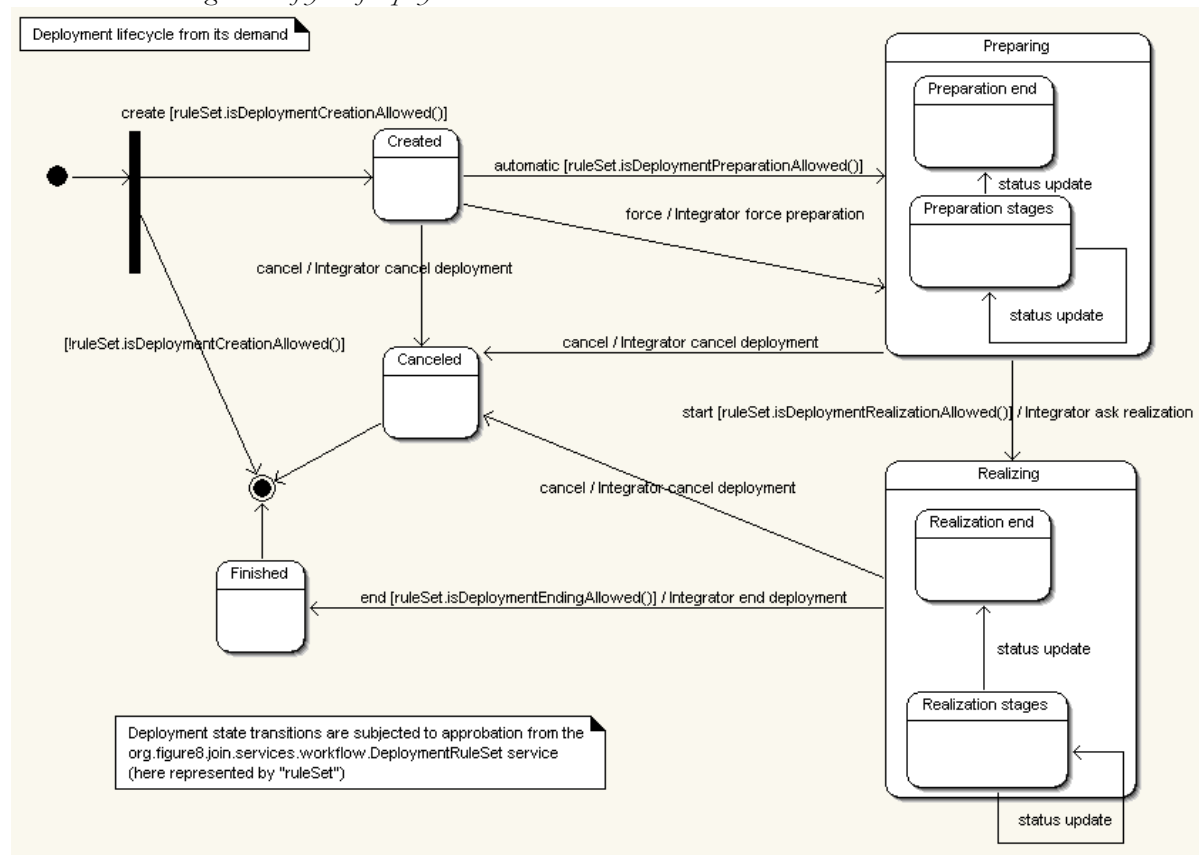 Deployment lifecycle from its demand
Preparing
Preparation end
create [ruleSet.isDeploymentCreationAllowed()]
Created
automatic [ruleSet.isDeploymentPreparationAllowed()]
status update
Preparation stages
force / Integrator force preparation
cancel / Integrator cancel deployment
status update
[!ruleSet.isDeploymentCreationAllowed()]
cancel / Integrator cancel deployment
Canceled
start [ruleSet.isDeploymentRealizationAllowed()] / Integrator ask realization
Realizing
cancel / Integrator cancel deployment
Realization end
Finished
end [ruleSet.isDeploymentEndingAllowed()] / Integrator end deployment
status update
Realization stages
Deployment state transitions are subjected to approbation from the
org.figure8.join.services.workflow.DeploymentRuleSet service
(here represented by "ruleSet")
status update